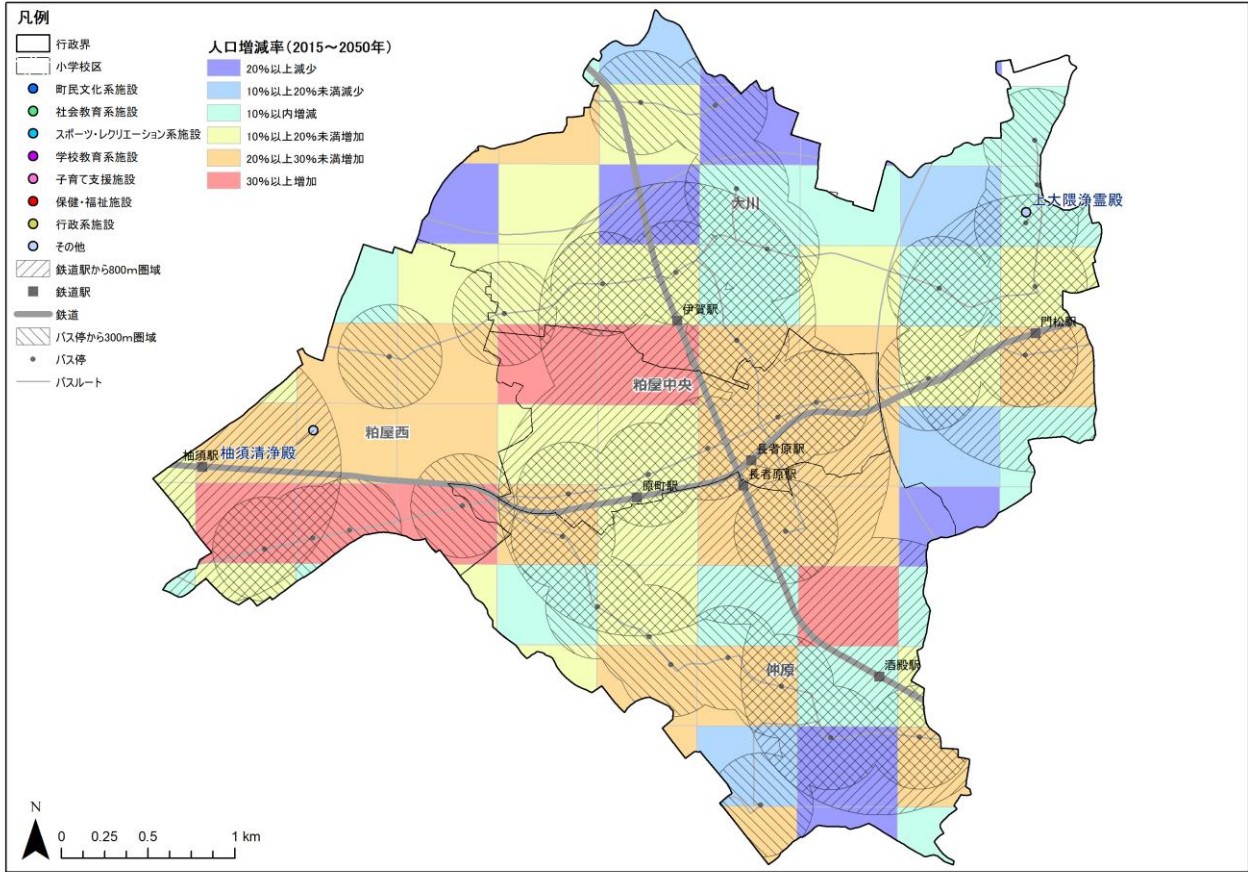 凡例
行政界
小学校区
町民文化系施設
社会教育系施設
スポーツ・レクリエーション系施設
学校教育系施設
子育て支援施設
保健・福祉施設
行政系施設
その他
鉄道駅から800m圏域
鉄道駅
鉄道
バス停から300m圏域
バス停
バスルート
人口増減率(2015～2050年)
20%以上減少
10%以上20%未満減少
10%以内増減
10%以上20%未満増加
20%以上30%未満増加
30%以上増加
大川
上大隈浄霊殿
伊賀駅
門松駅
粕屋中央
粕屋西
柚須駅
柚須清浄殿
長者原駅
長者原駅
原町駅
仲原
酒殿駅
N
0 0.25 0.5 1 km